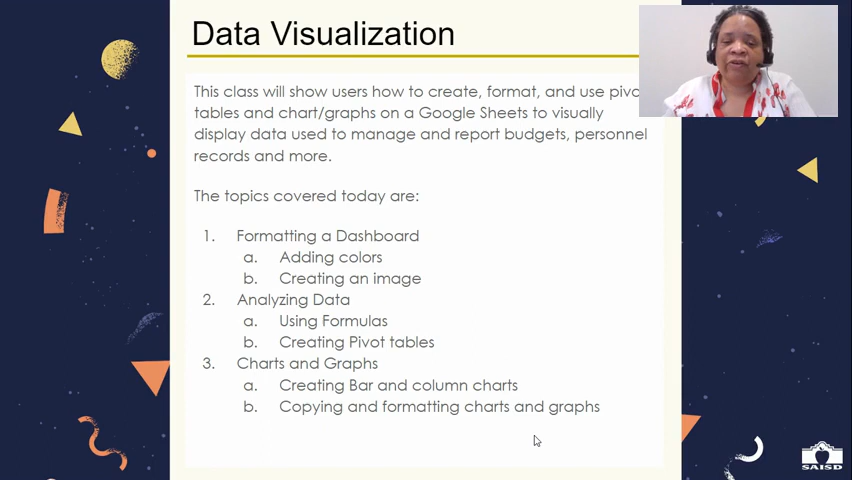 Data Visualization
This class will show users how to create, format, and use
tables and chart/graphs on a Google Sheets to visually
display data used to manage and report budgets, personnel
records and more.
The topics covered today are:
1. Formatting a Dashboard
a. Adding colors
b. Creating an image
2. Analyzing Data
a. Using Formulas
b. Creating Pivot tables
3. Charts and Graphs
a. Creating Bar and column charts
b. Copying and formatting charts and graphs
SAISD